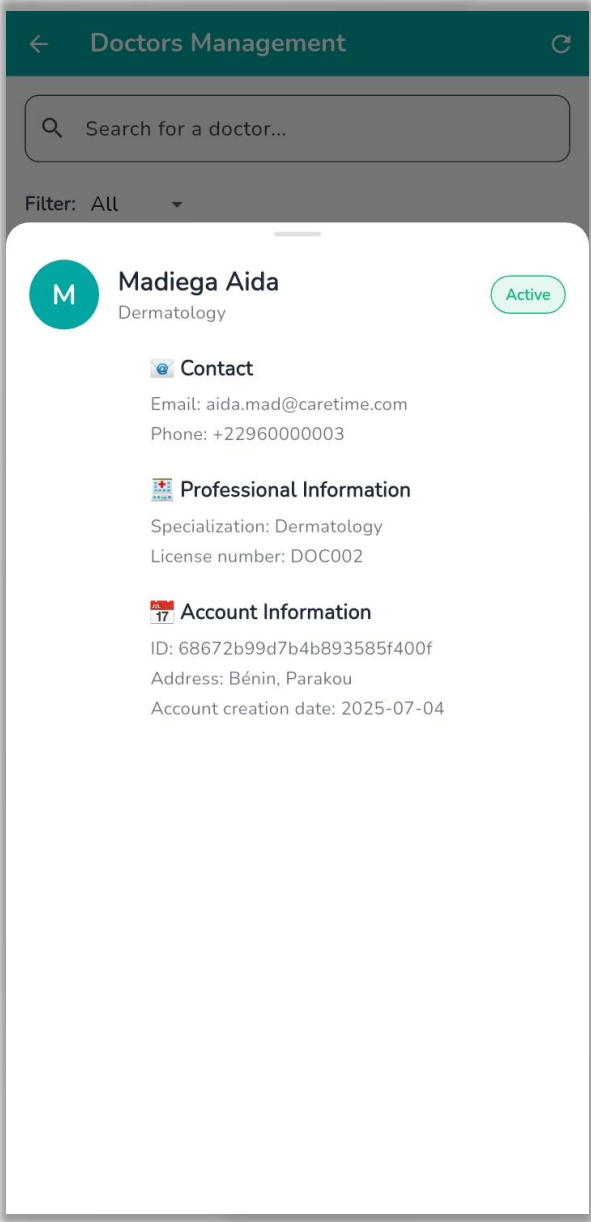 Doctors Management
Search for a doctor...
Filter: All
M
Madiega Aida
Dermatology
Active
Contact
Email: aida.mad@caretime.com
Phone: +22960000003
Professional Information
Specialization: Dermatology
License number: DOC002
JUL
17
Account Information
ID: 68672b99d7b4b893585f400f
Address: Bénin, Parakou
Account creation date: 2025-07-04